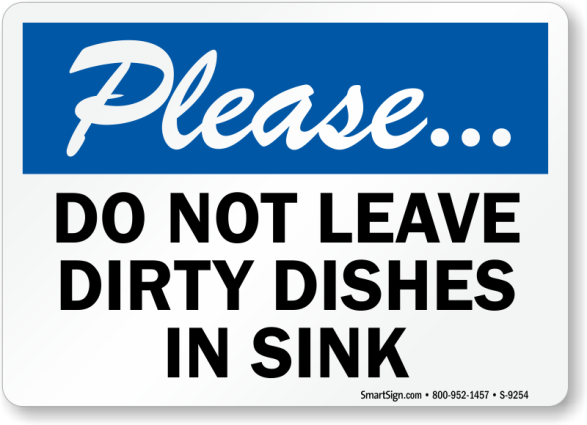 Please...
DO NOT LEAVE
DIRTY DISHES
IN SINK
SmartSign.com • 800-952-1457 • S-9254